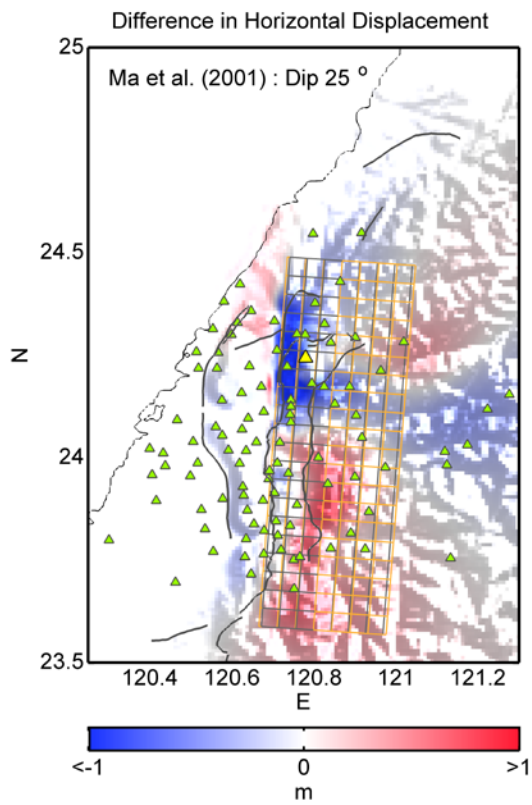 Difference in Horizontal Displacement
25
Ma et al. (2001) : Dip 25 °
24.5
N
24
23.5
120.4 120.6 120.8 121 121.2
E
<-1 0 >1
m